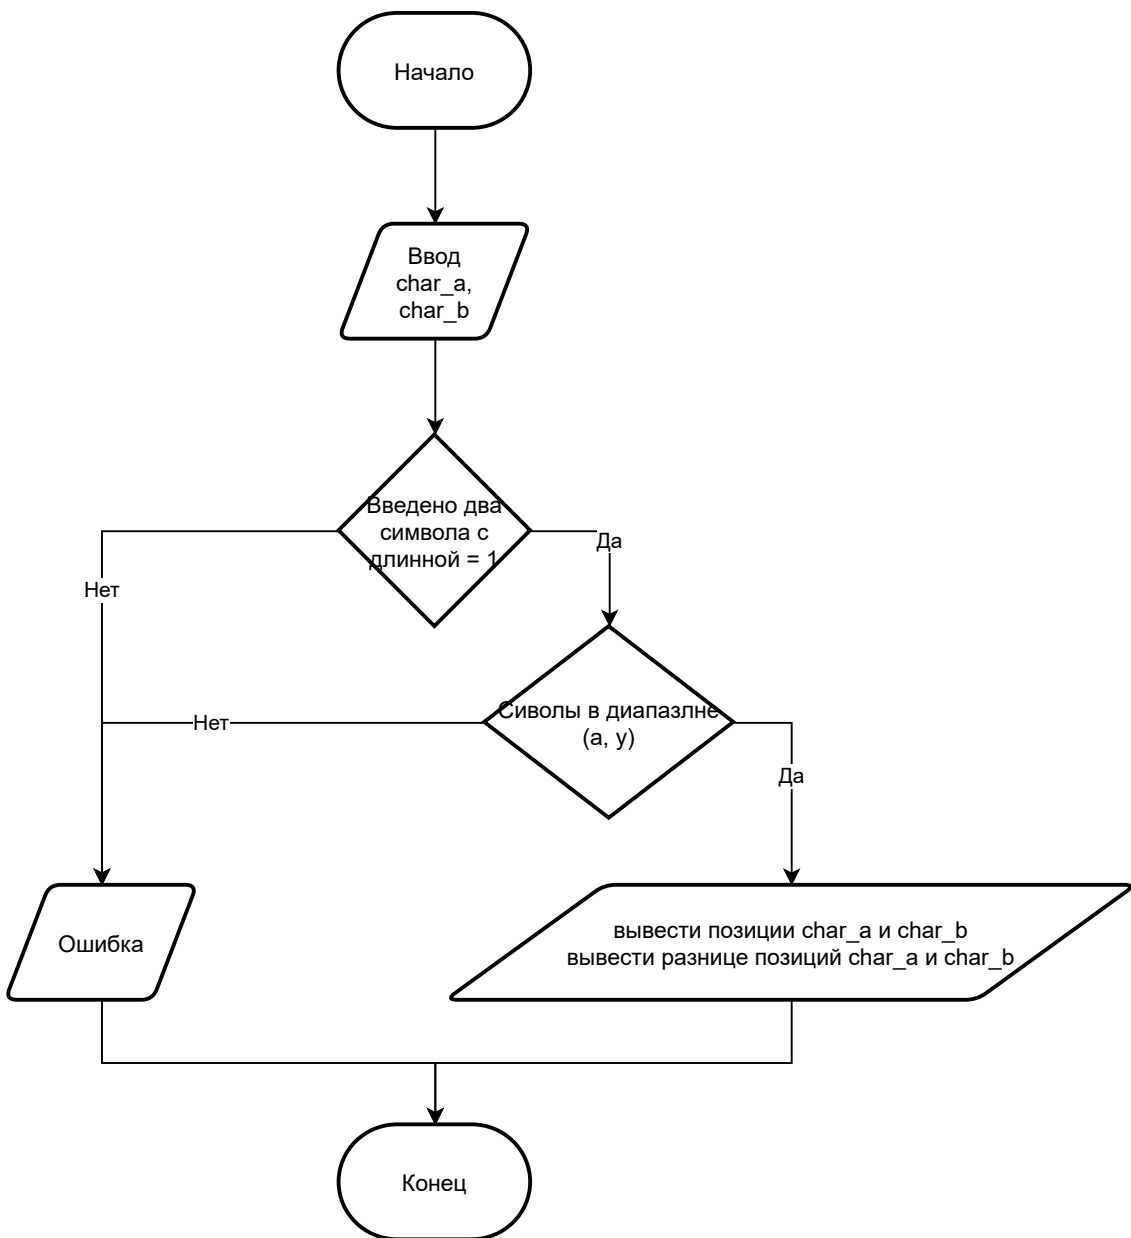 Начало
Ввод
char_a,
char_b
Введено два
символа с
длинной = 1
Да
Нет
Сиволы в диапазлне
(a, y)
Нет
Да
Ошибка
вывести позиции char_a и char_b
вывести разнице позиций char_a и char_b
Конец